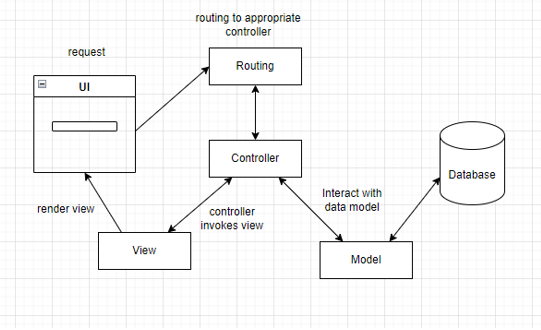 routing to appropriate
controller
request
Routing
UI
Controller
Database
render view
controller
invokes view
Interact with
data model
View
Model